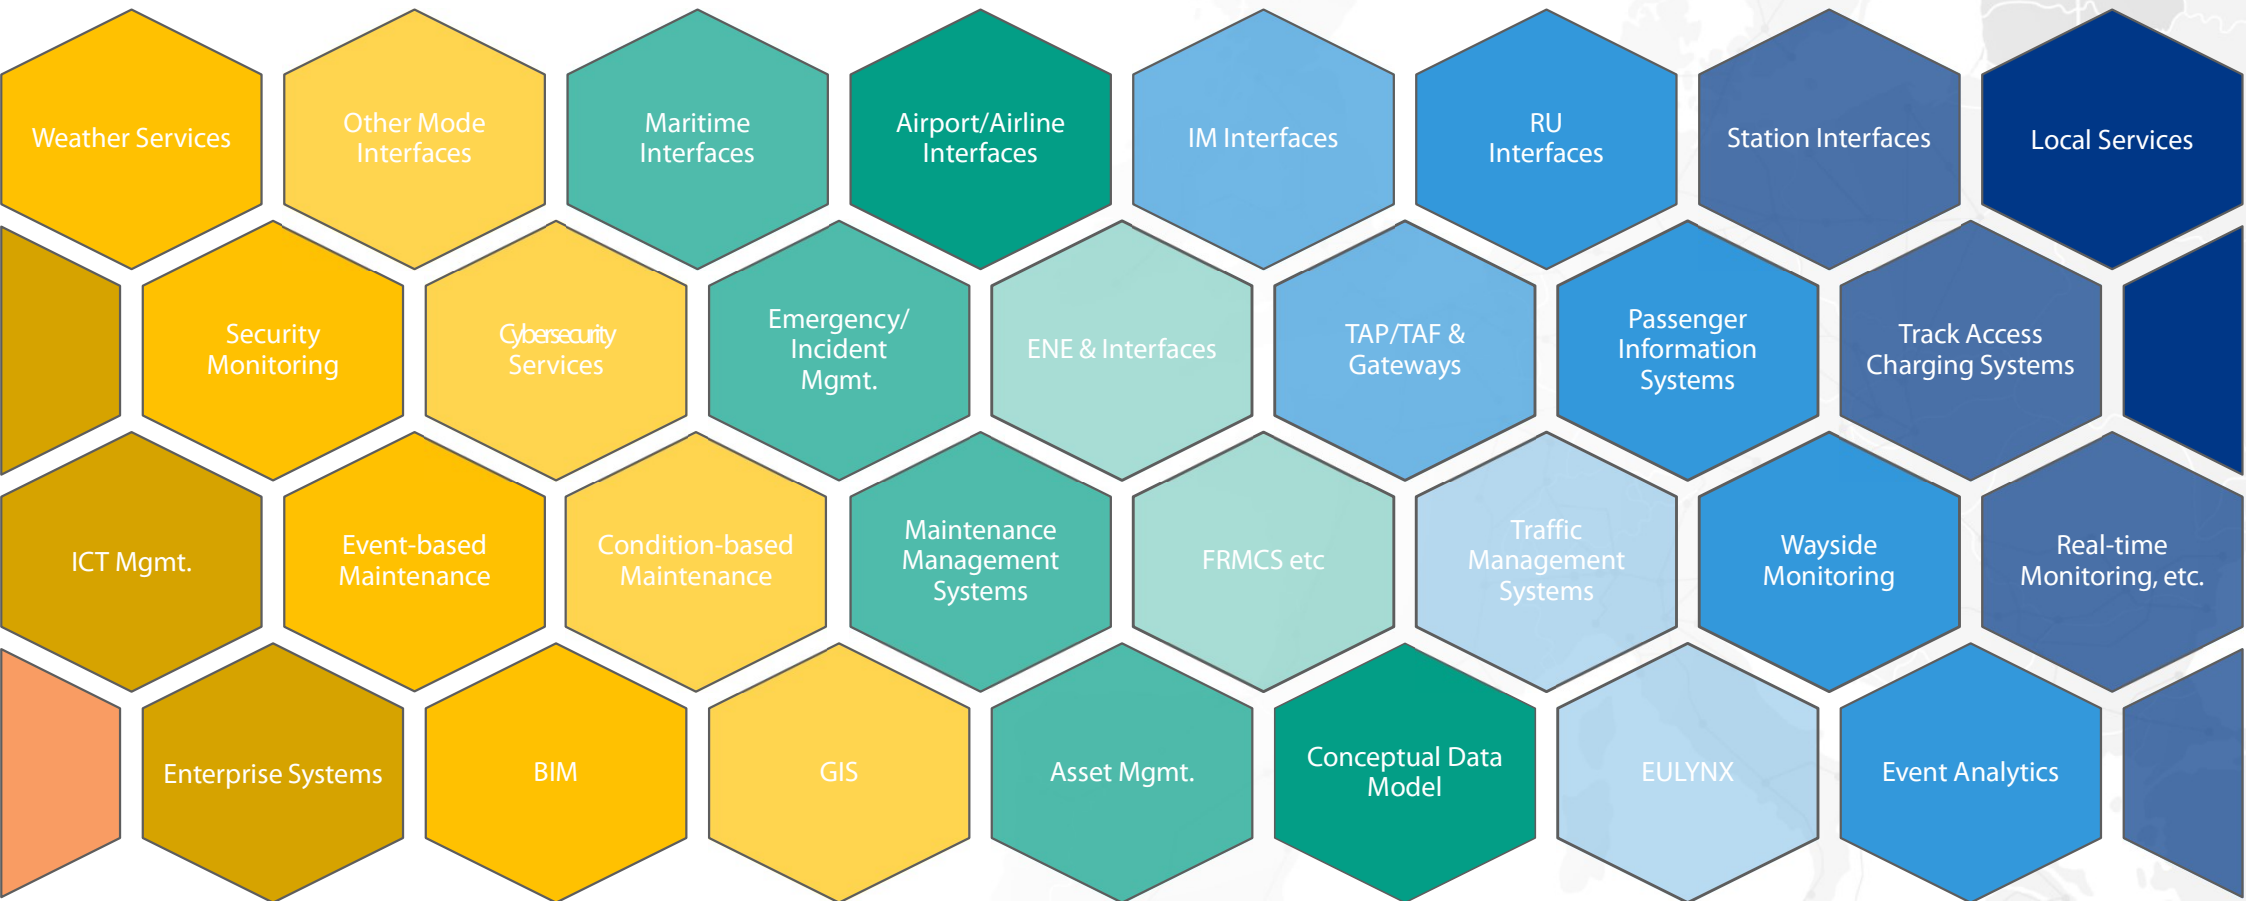 Weather Services
Other Mode
Interfaces
Maritime
Interfaces
Airport/Airline
Interfaces
IM Interfaces
RU
Interfaces
Station Interfaces
Local Services
Security
Monitoring
Cybersecurity
Services
Emergency/
Incident
Mgmt.
ENE & Interfaces
TAP/TAF &
Gateways
Passenger
Information
Systems
Track Access
Charging Systems
ICT Mgmt.
Event-based
Maintenance
Condition-based
Maintenance
Maintenance
Management
Systems
FRMCS etc
Traffic
Management
Systems
Wayside
Monitoring
Real-time
Monitoring, etc.
Enterprise Systems
BIM
GIS
Asset Mgmt.
Conceptual Data
Model
EULYNX
Event Analytics